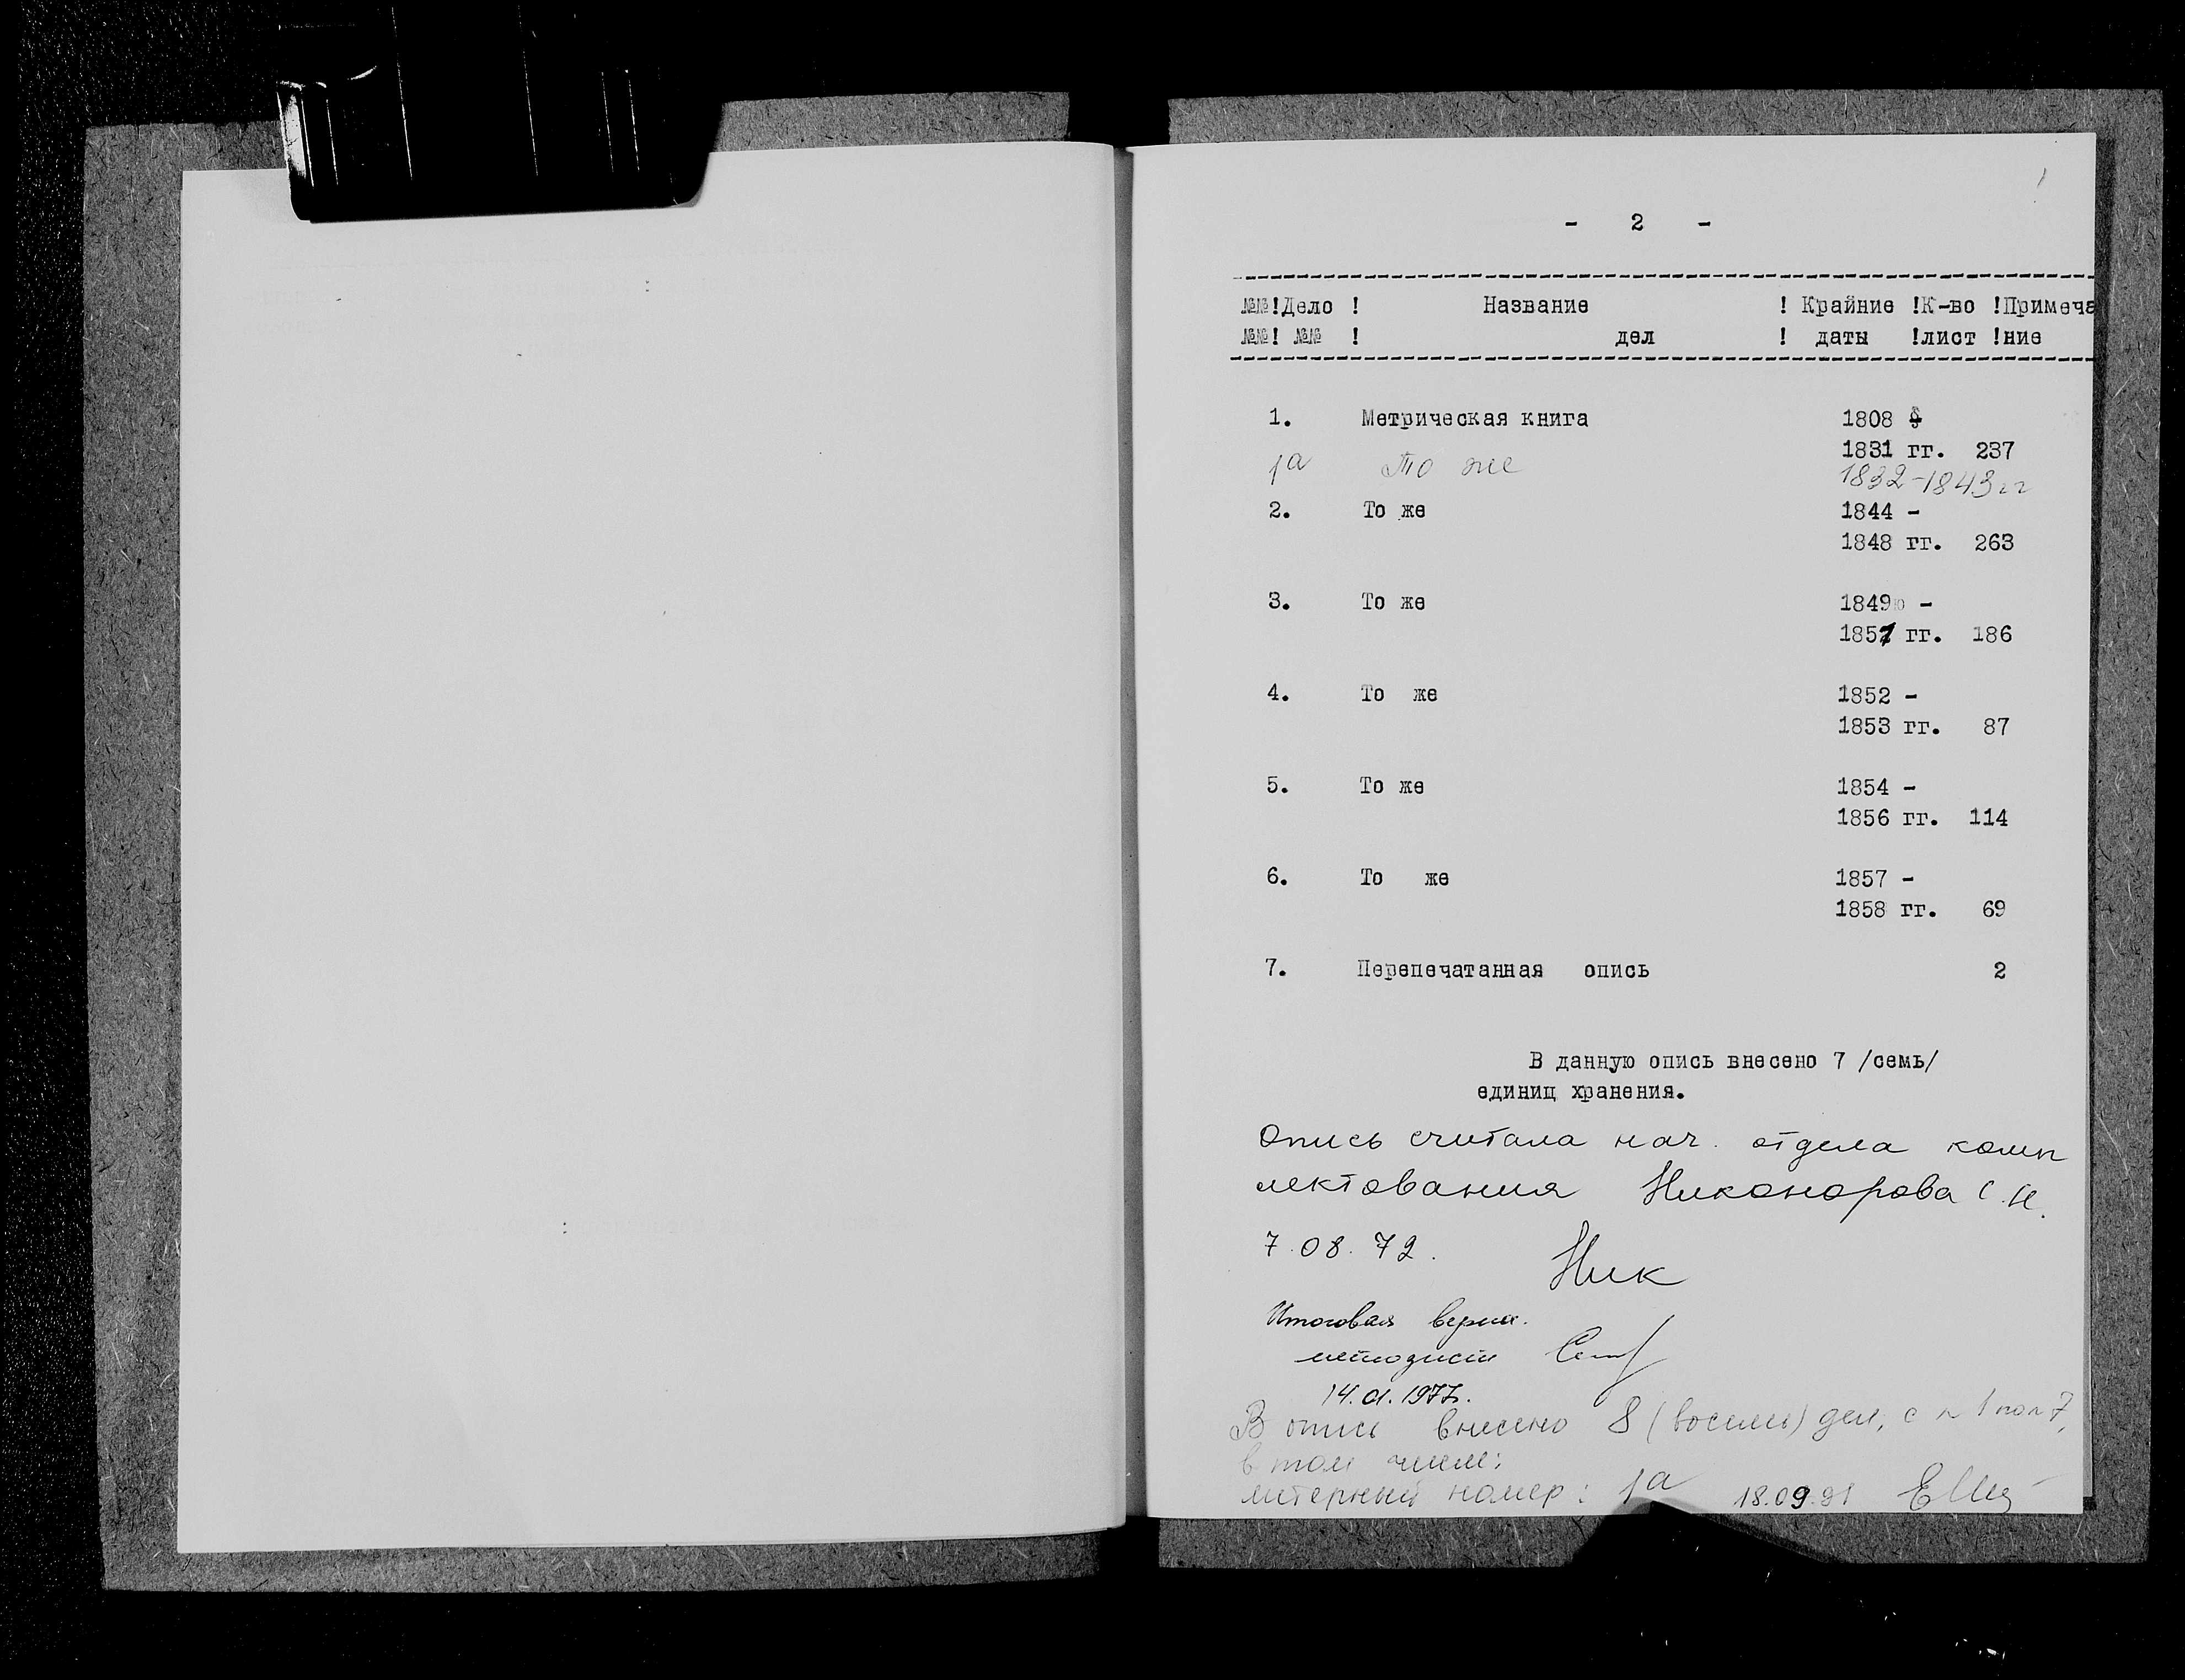 - 2 -
№№!Дело ! Название ! Крайние !К-во !Примеча
№№! №№ ! дел ! даты !лист !ние
1. Метрическая книга 1808 -
1831 гг. 237
1а То же 1832-1843 гг
2. То же 1844 -
1848 гг. 263
3. То же 1849 -
1851 гг. 186
4. То же 1852 -
1853 гг. 87
5. То же 1854 -
1856 гг. 114
6. То же 1857 -
1858 гг. 69
7. Перепечатанная опись 2
В данную опись внесено 7 /семь/
единиц хранения.
Опись считала нач. отдела комп
лектования Никонорова С.И.
7.08.72. Ник
Итоговая верна.
методист
14.01.1977г.
В опись внесено 8 (восемь) дел, с № 1 по № 7,
в том числе:
литерный номер: 1а 18.09.91